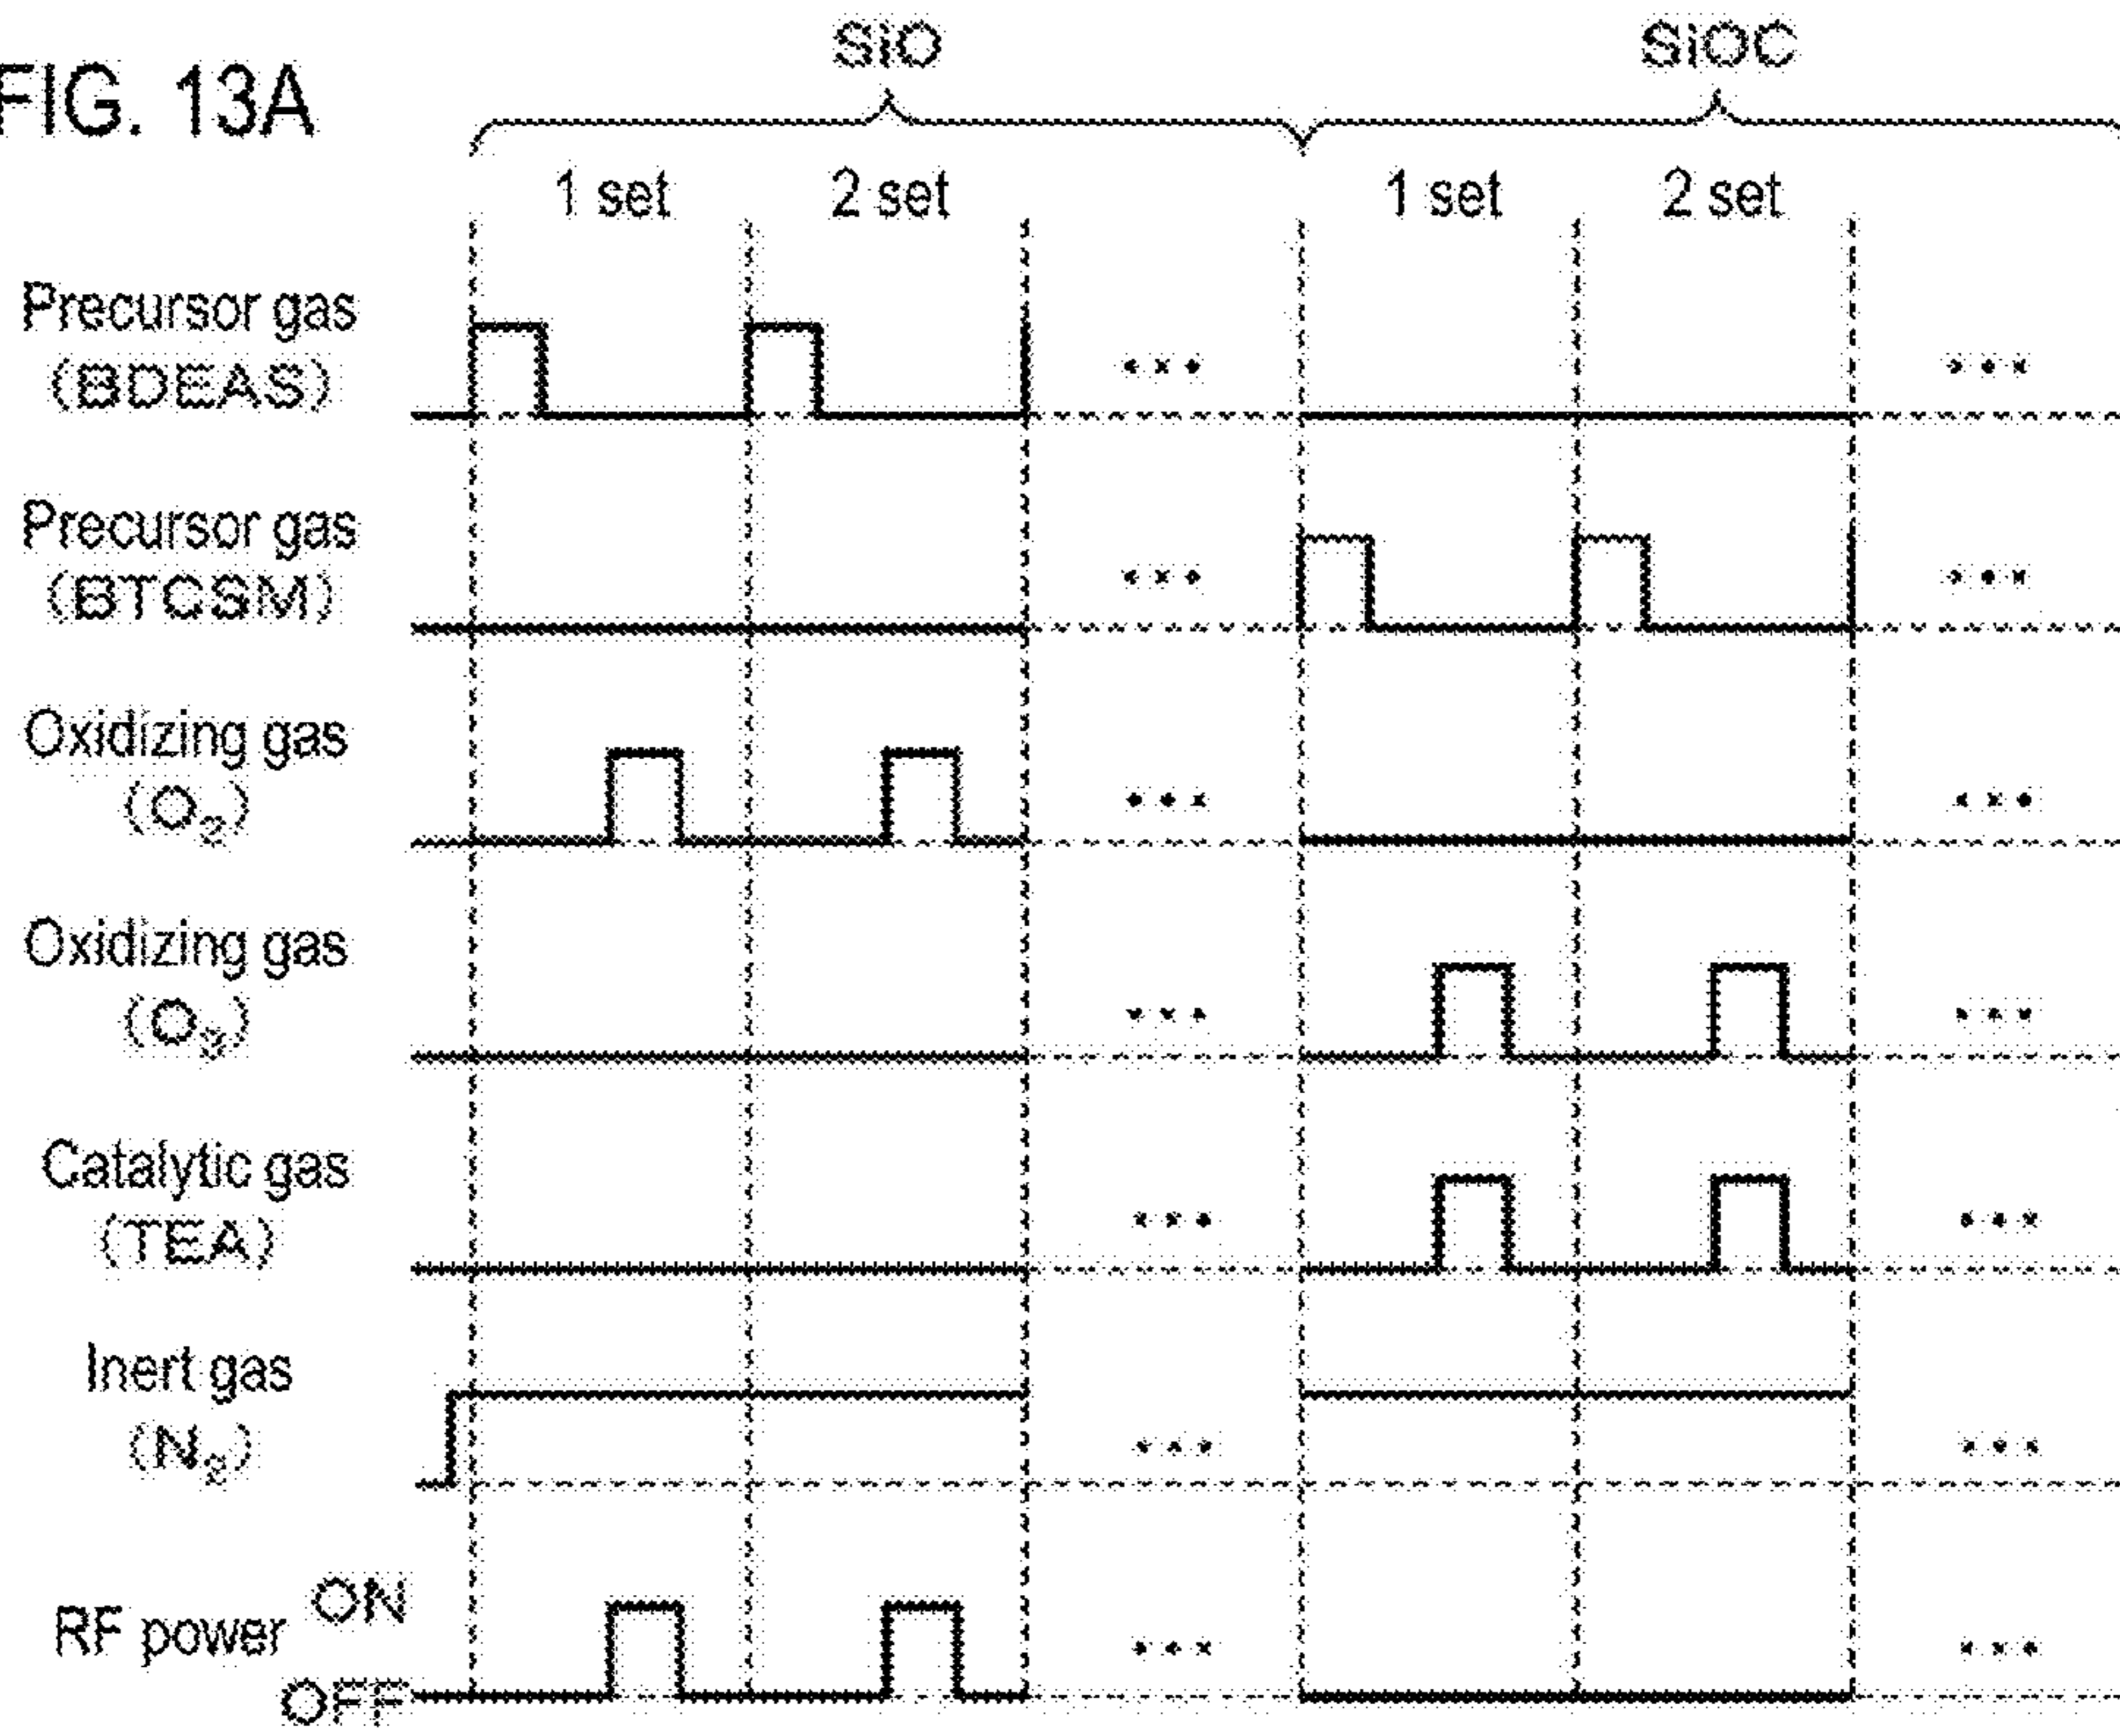 FIG. 13A
SiO
SiOC
1 set
2 set
1 set
2 set
Precursor gas
(BDEAS)
Precursor gas
(BTCSM)
Oxidizing gas
(O₂)
Oxidizing gas
(O₃)
Catalytic gas
(TEA)
Inert gas
(N₂)
RF power
ON
OFF